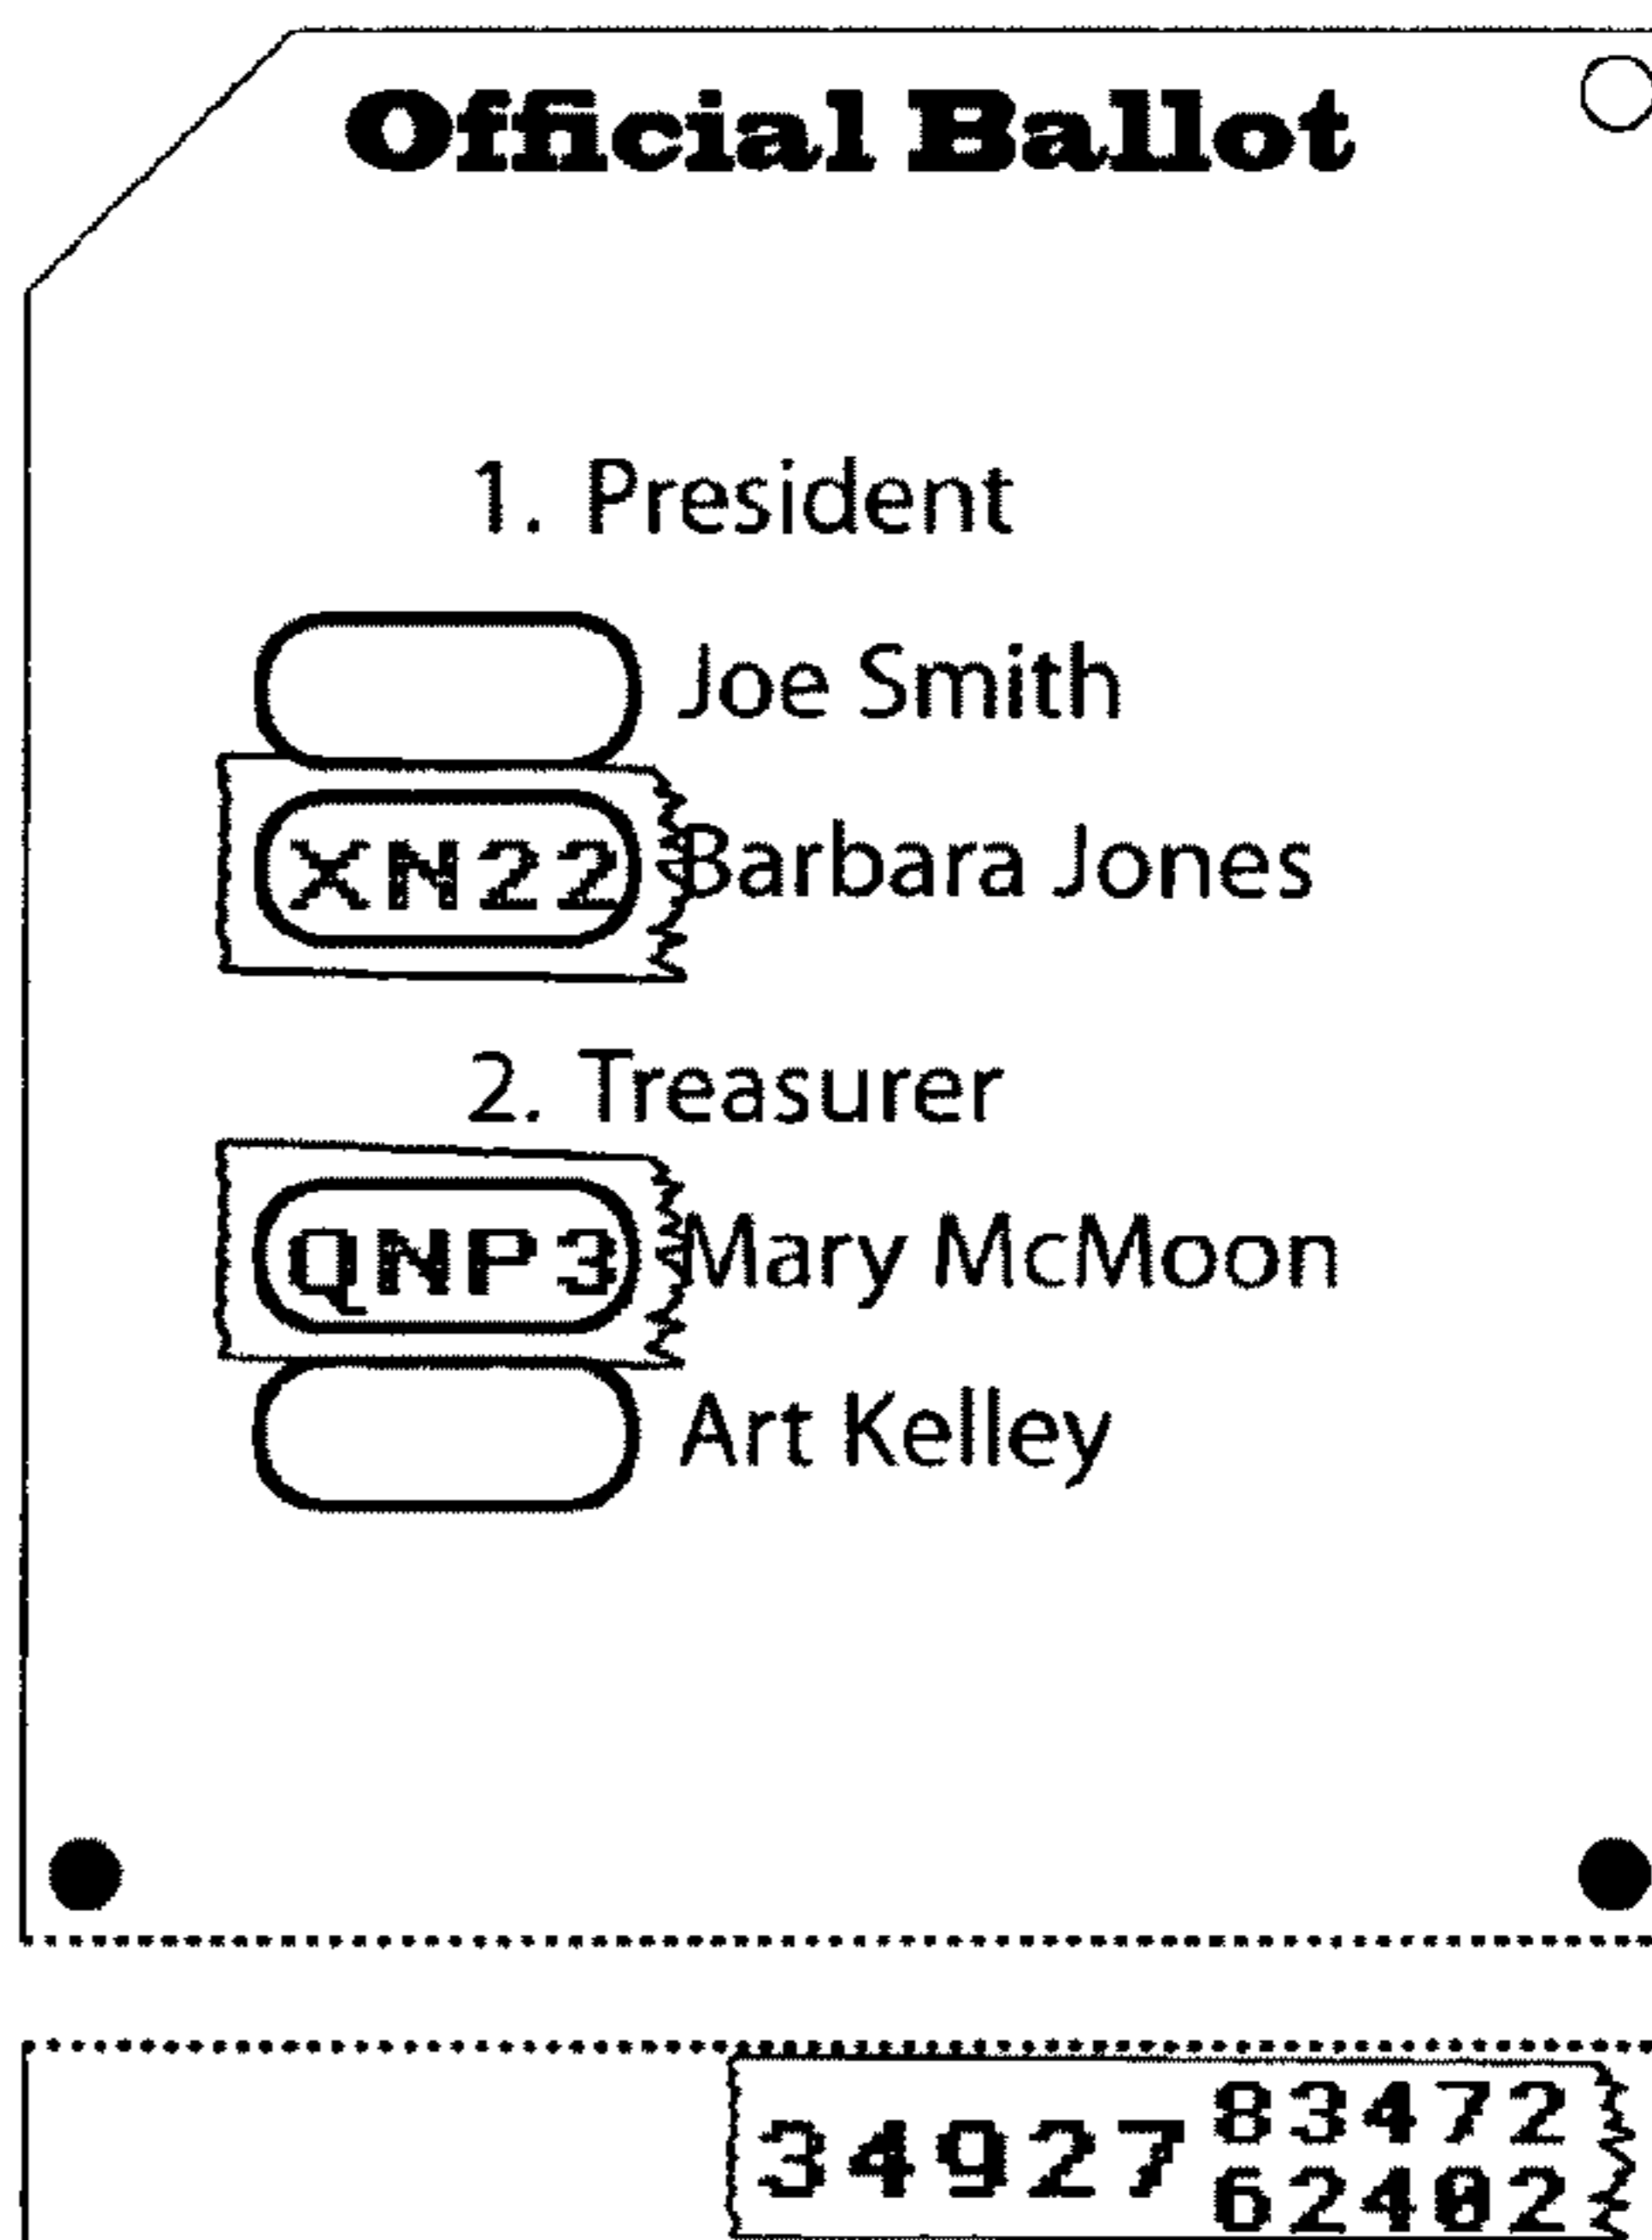 Official Ballot
1. President
Joe Smith
XN22 Barbara Jones
2. Treasurer
QNP3 Mary McMoon
Art Kelley
34927 83472
62402